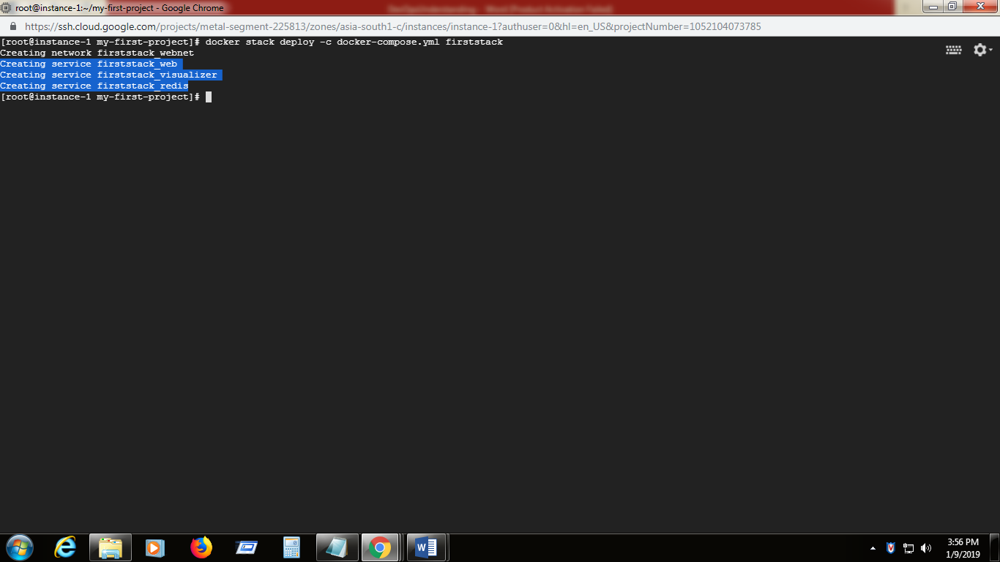 root@instance-1:~/my-first-project - Google Chrome
https://ssh.cloud.google.com/projects/metal-segment-225813/zones/asia-south1-c/instances/instance-1?authuser=0&hl=en_US&projectNumber=1052104073785
[root@instance-1 my-first-project]# docker stack deploy -c docker-compose.yml firststack
Creating network firststack_webnet
Creating service firststack_web
Creating service firststack_visualizer
Creating service firststack_redis
[root@instance-1 my-first-project]#
3:56 PM
1/9/2019